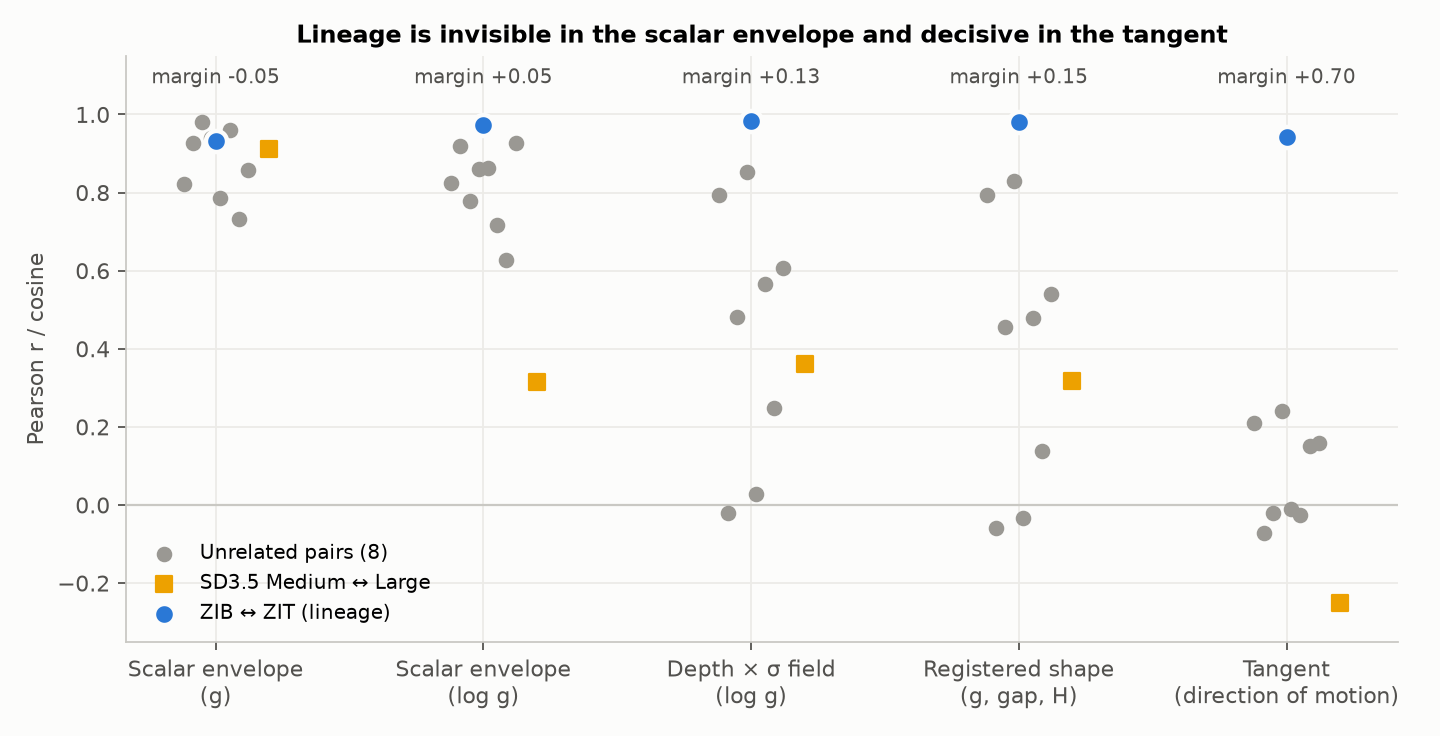 Lineage is invisible in the scalar envelope and decisive in the tangent
margin -0.05
margin +0.05
margin +0.13
margin +0.15
margin +0.70
Pearson r / cosine
1.0
0.8
0.6
0.4
0.2
0.0
−0.2
Unrelated pairs (8)
SD3.5 Medium ↔ Large
ZIB ↔ ZIT (lineage)
Scalar envelope
(g)
Scalar envelope
(log g)
Depth × σ field
(log g)
Registered shape
(g, gap, H)
Tangent
(direction of motion)